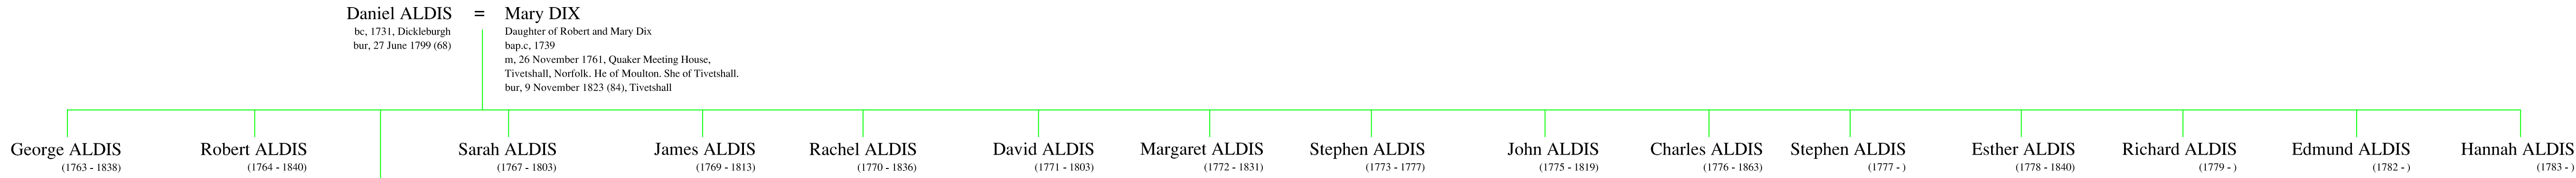 Daniel ALDIS = Mary DIX
bc, 1731, Dickleburgh
bur, 27 June 1799 (68)
Daughter of Robert and Mary Dix
bap.c, 1739
m, 26 November 1761, Quaker Meeting House,
Tivetshall, Norfolk. He of Moulton. She of Tivetshall.
bur, 9 November 1823 (84), Tivetshall
George ALDIS
(1763 - 1838)
Robert ALDIS
(1764 - 1840)
Sarah ALDIS
(1767 - 1803)
James ALDIS
(1769 - 1813)
Rachel ALDIS
(1770 - 1836)
David ALDIS
(1771 - 1803)
Margaret ALDIS
(1772 - 1831)
Stephen ALDIS
(1773 - 1777)
John ALDIS
(1775 - 1819)
Charles ALDIS
(1776 - 1863)
Stephen ALDIS
(1777 - )
Esther ALDIS
(1778 - 1840)
Richard ALDIS
(1779 - )
Edmund ALDIS
(1782 - )
Hannah ALDIS
(1783 - )